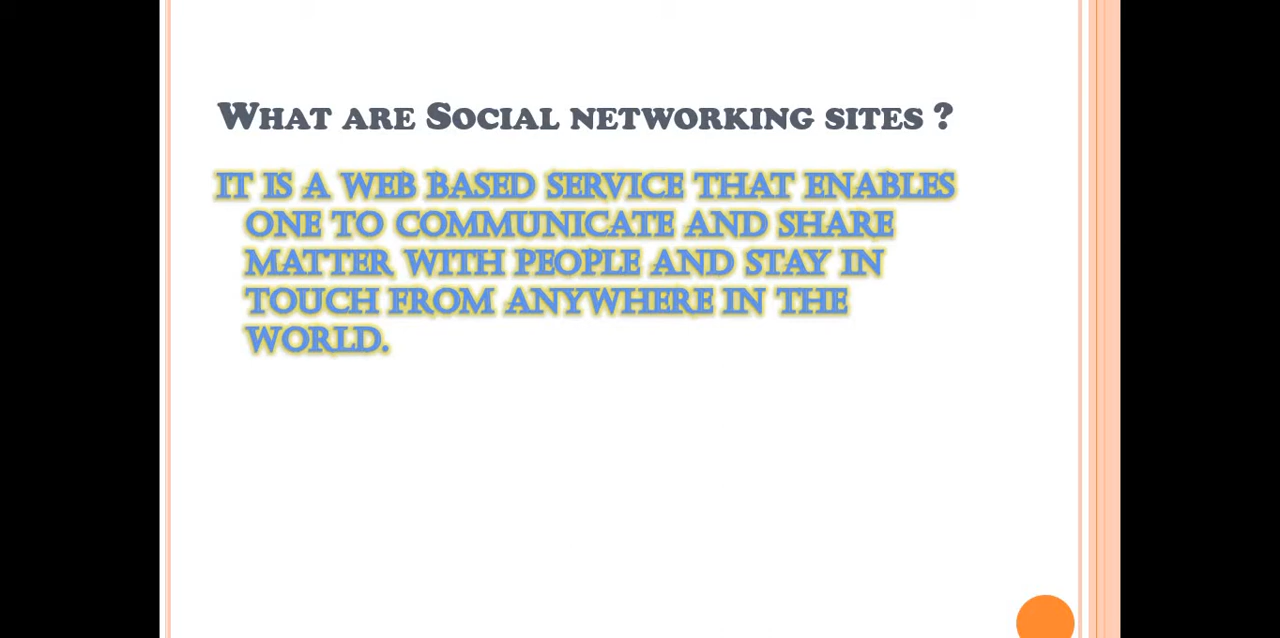 What are Social networking sites ?
IT IS A WEB BASED SERVICE THAT ENABLES
ONE TO COMMUNICATE AND SHARE
MATTER WITH PEOPLE AND STAY IN
TOUCH FROM ANYWHERE IN THE
WORLD.